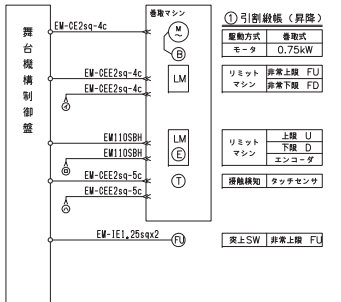 舞台機構制御盤
EM-CE2sq-4c
EM-CEE2sq-4c
EM-CEE2sq-4c
イ
EM110SBH
EM110SBH
ロ
EM-CEE2sq-5c
EM-CEE2sq-5c
ハ
EM-IE1,25sqx2
巻取マシン
M
~
B
LM
LM
E
T
FU
① 引割緞帳 (昇降)
駆動方式 巻取式
モータ 0.75kW
リミット 非常上限 FU
マシン 非常下限 FD
リミット 上限 U
マシン 下限 D
エンコーダ
接触検知 タッチセンサ
突上SW 非常上限 FU